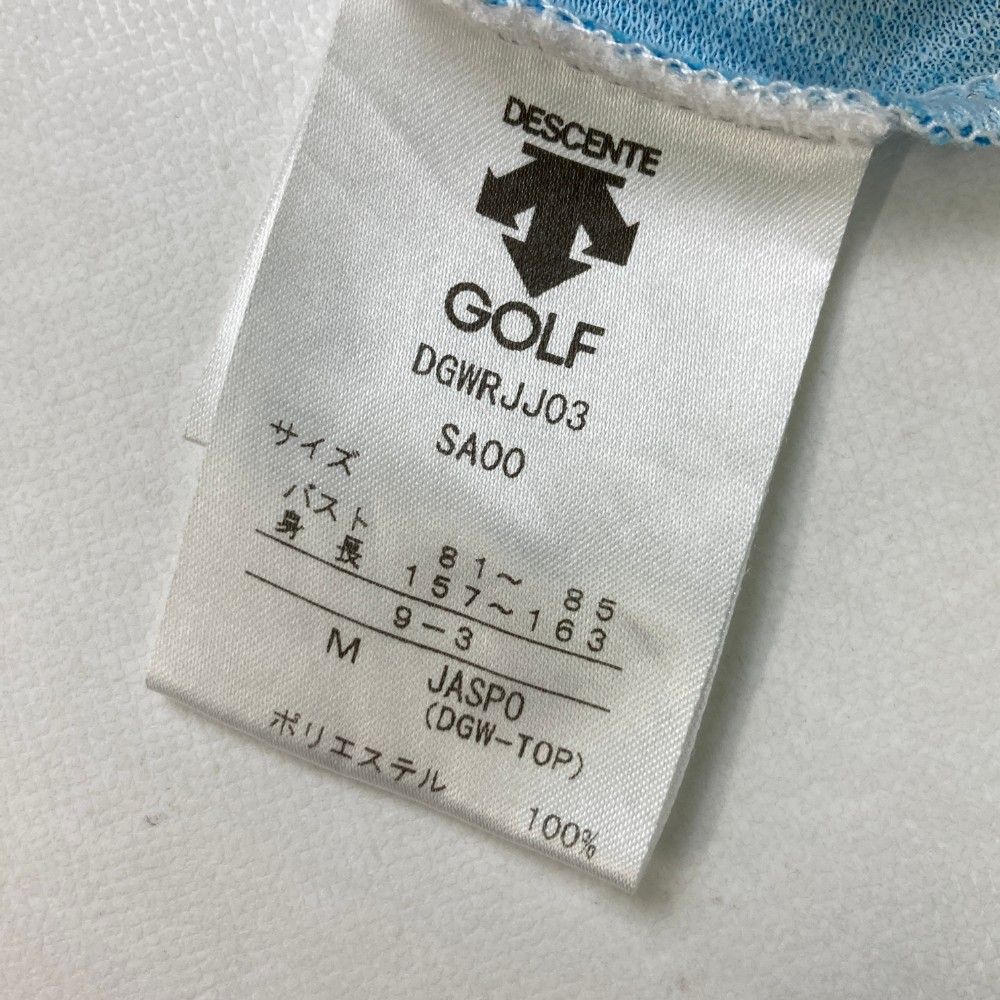 DESCENTE
GOLF
DGWRJJ03
SA00
サイズ
バスト 81～ 85
身長 157～163
9-3
M JASPO
(DGW-TOP)
ポリエステル 100%